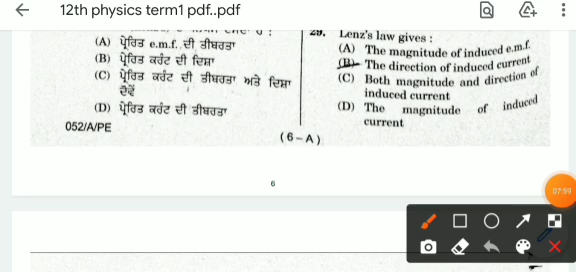 12th physics term1 pdf..pdf
(A) ਪ੍ਰੇਰਿਤ e.m.f. ਦੀ ਤੀਬਰਤਾ
(B) ਪ੍ਰੇਰਿਤ ਕਰੰਟ ਦੀ ਦਿਸ਼ਾ
(C) ਪ੍ਰੇਰਿਤ ਕਰੰਟ ਦੀ ਤੀਬਰਤਾ ਅਤੇ ਦਿਸ਼ਾ
ਦੋਵੇਂ
(D) ਪ੍ਰੇਰਿਤ ਕਰੰਟ ਦੀ ਤੀਬਰਤਾ
052/A/PE
29. Lenz's law gives :
(A) The magnitude of induced e.m.f.
(B) The direction of induced current
(C) Both magnitude and direction of
induced current
(D) The magnitude of induced
current
(6-A)
6
07:59